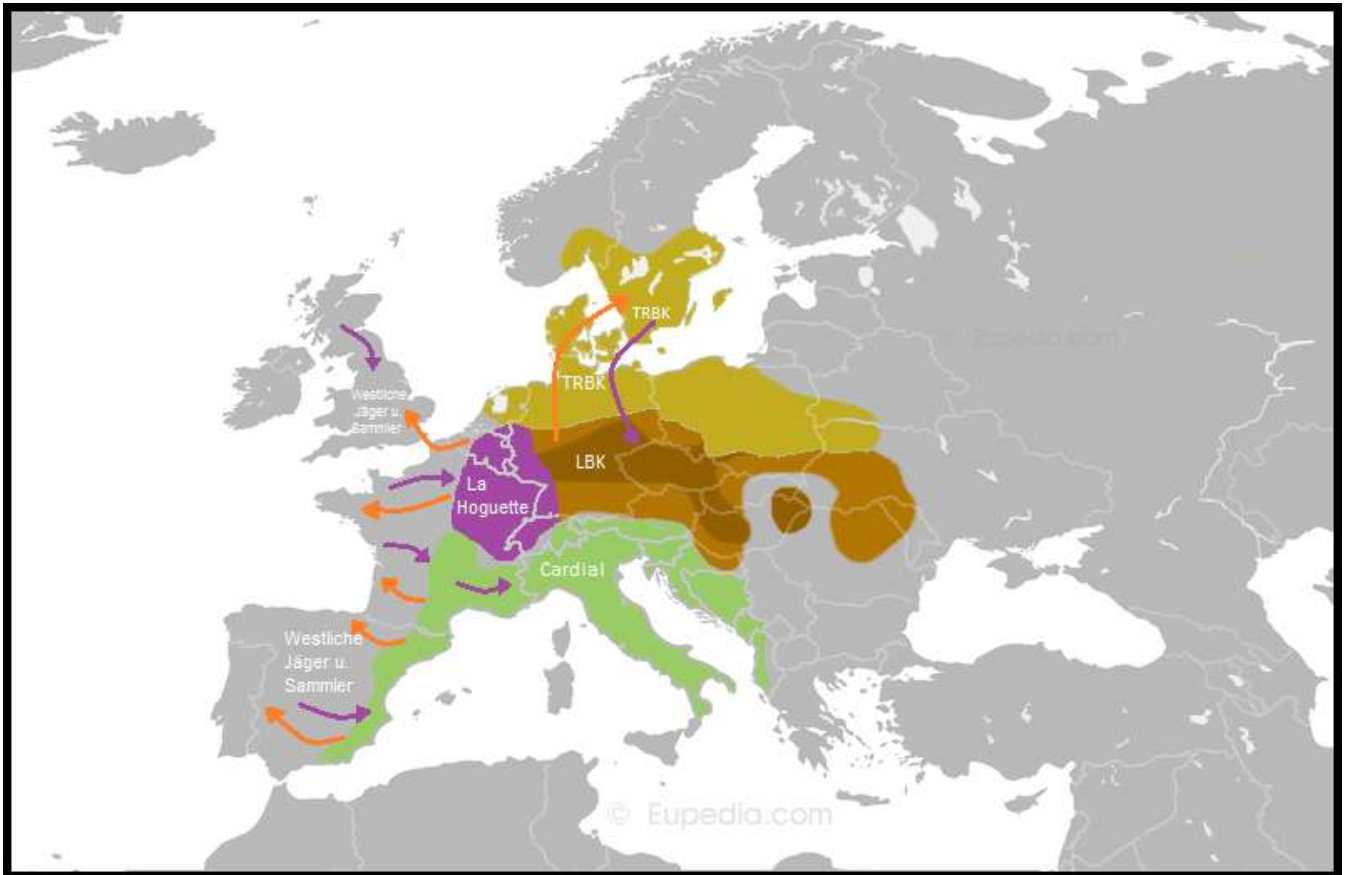 TRBK
© Eupedia.com
TRBK
Westliche
Jäger u.
Sammler
LBK
La
Hoguette
Cardial
Westliche
Jäger u.
Sammler
© Eupedia.com